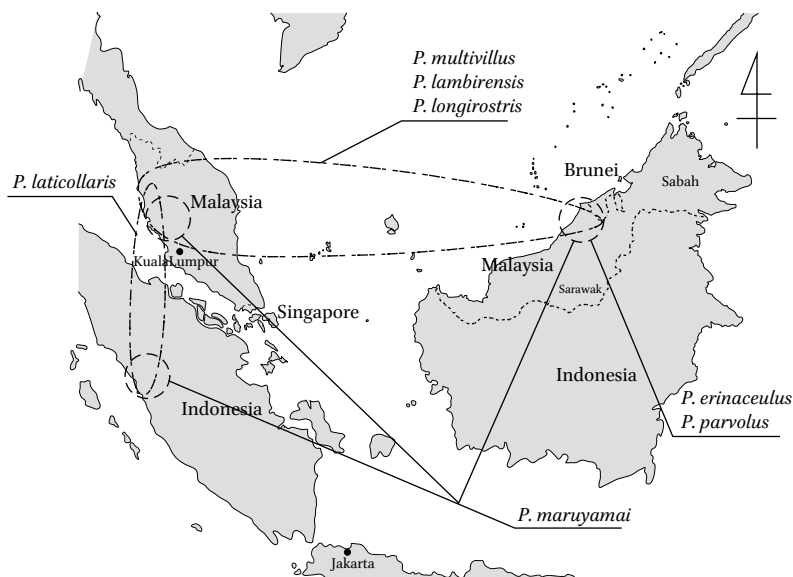 P. multivillus
P. lambirensis
P. longirostris
Brunei
Sabah
P. laticollaris
Malaysia
Kuala Lumpur
Malaysia
Sarawak
Singapore
Indonesia
P. erinaceulus
P. parvolus
Indonesia
P. maruyamai
Jakarta